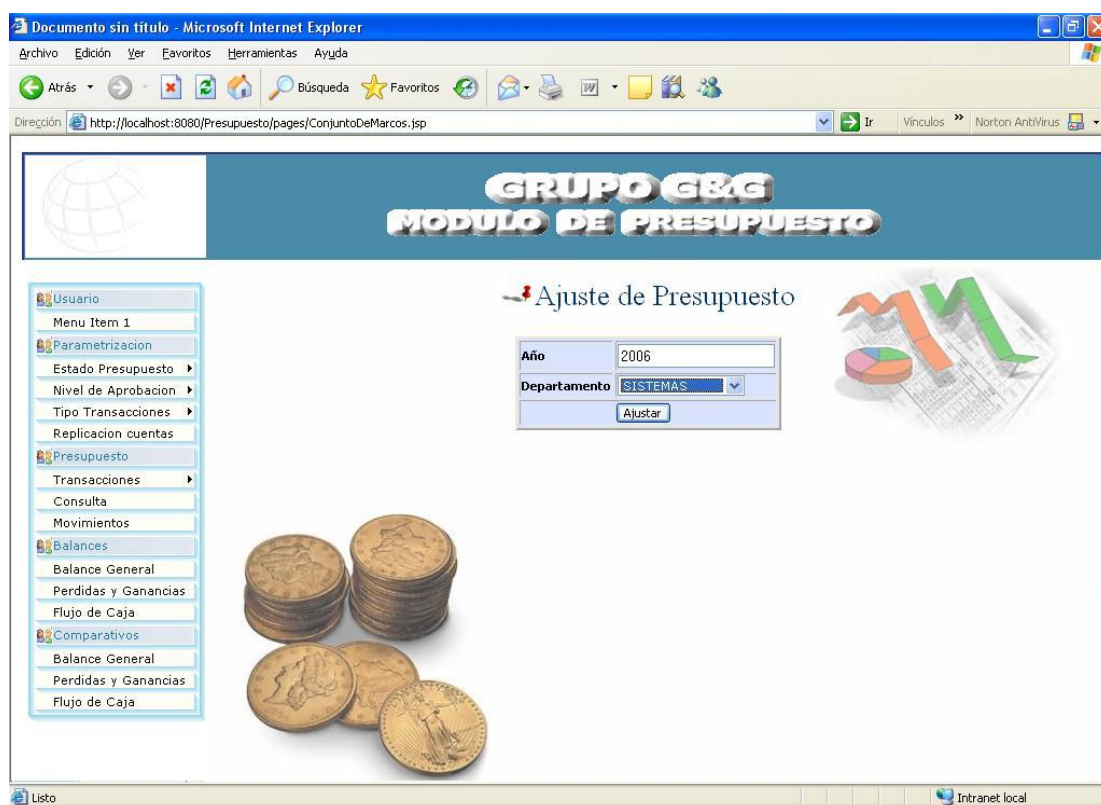 Documento sin título - Microsoft Internet Explorer
Archivo Edición Ver Favoritos Herramientas Ayuda
Atrás Búsqueda Favoritos
Dirección http://localhost:8080/Presupuesto/pages/ConjuntoDeMarcos.jsp Ir Vínculos » Norton AntiVirus
GRUPO G&G
MODULO DE PRESUPUESTO
Usuario
Menu Item 1
Parametrizacion
Estado Presupuesto
Nivel de Aprobacion
Tipo Transacciones
Replicacion cuentas
Presupuesto
Transacciones
Consulta
Movimientos
Balances
Balance General
Perdidas y Ganancias
Flujo de Caja
Comparativos
Balance General
Perdidas y Ganancias
Flujo de Caja
Ajuste de Presupuesto
Año 2006
Departamento SISTEMAS
Ajustar
Listo Intranet local